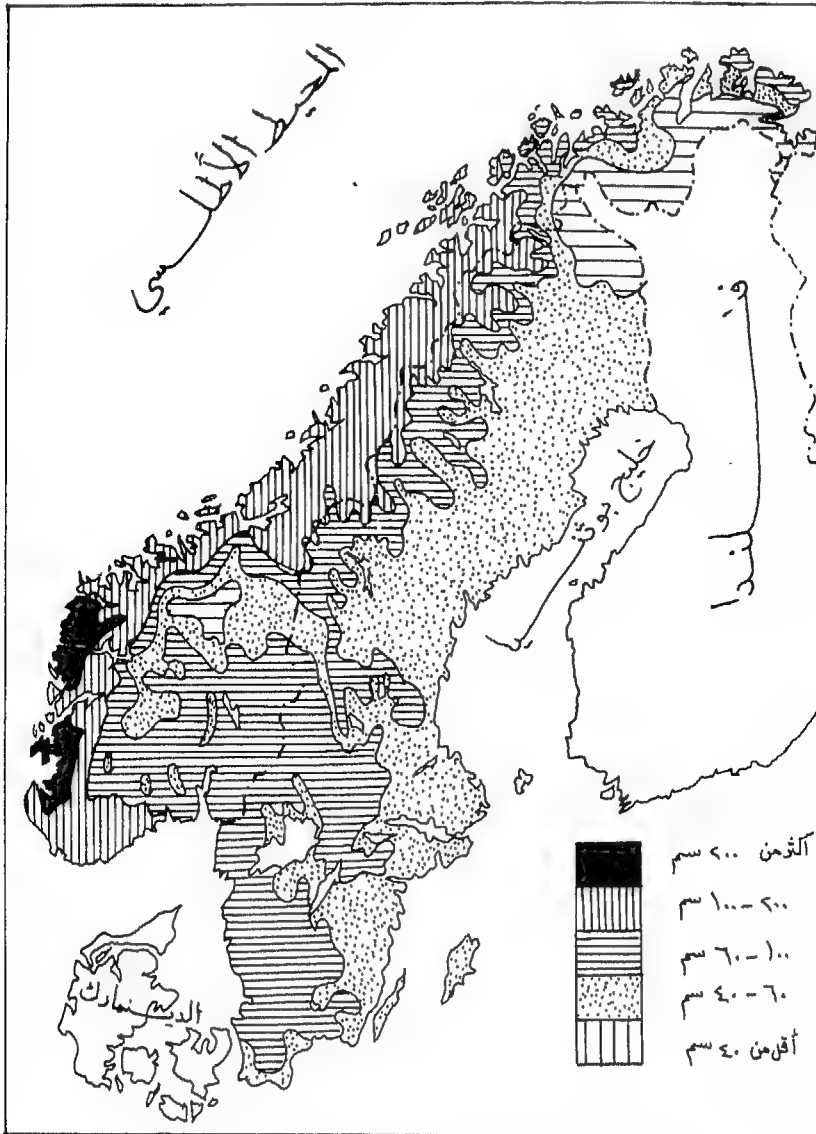 المحيط الأطلسي
فنلندا
خليج بوثنيا
الدنمارك
أكثر من ٢٠٠ سم
٢٠٠ – ١٠٠ سم
١٠٠ – ٦٠ سم
٦٠ – ٤٠ سم
أقل من ٤٠ سم